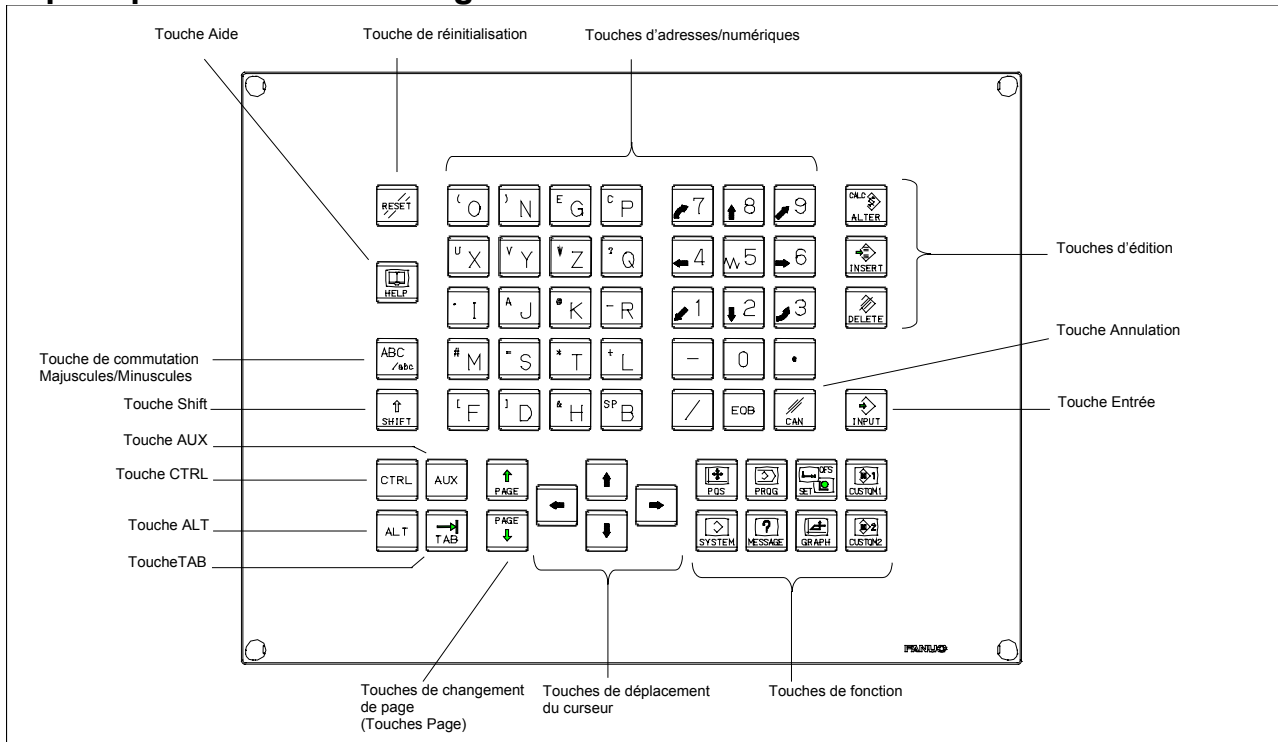 Touche Aide
Touche de réinitialisation
Touches d'adresses/numériques
RESET
( O
) N
E G
C P
7
8
9
CALC
ALTER
Touches d'édition
HELP
U X
V Y
W Z
? Q
4
5
6
INSERT
, I
A J
@ K
- R
1
2
3
DELETE
Touche Annulation
Touche de commutation
Majuscules/Minuscules
ABC
/abc
# M
= S
* T
+ L
-
0
.
Touche Shift
SHIFT
[ F
] D
& H
SP B
/
EOB
CAN
INPUT
Touche Entrée
Touche AUX
Touche CTRL
CTRL
AUX
PAGE
POS
PROG
OFS
SET
CUSTOM1
Touche ALT
ALT
TAB
PAGE
SYSTEM
?
MESSAGE
GRAPH
CUSTOM2
ToucheTAB
FANUC
Touches de changement
de page
(Touches Page)
Touches de déplacement
du curseur
Touches de fonction